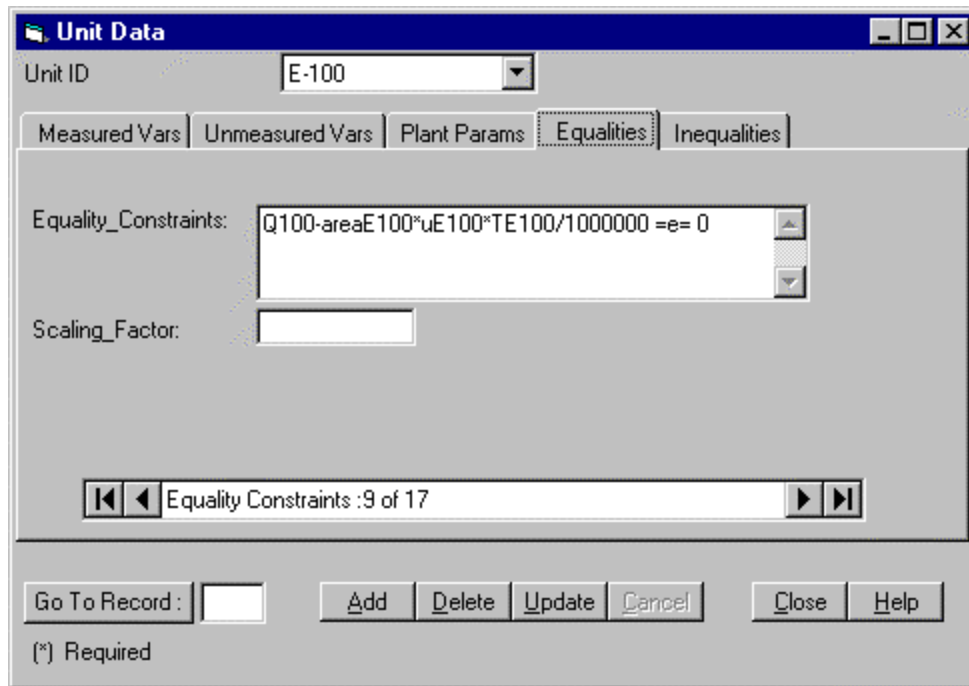 Unit Data
Unit ID E-100
Measured Vars Unmeasured Vars Plant Params Equalities Inequalities
Equality_Constraints: Q100-areaE100*uE100*TE100/1000000 =e= 0
Scaling_Factor:
Equality Constraints :9 of 17
Go To Record : Add Delete Update Cancel Close Help
(*) Required